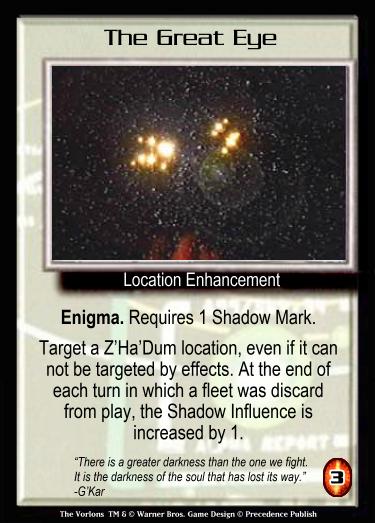 The Great Eye
Location Enhancement
Enigma. Requires 1 Shadow Mark.
Target a Z'Ha'Dum location, even if it can
not be targeted by effects. At the end of
each turn in which a fleet was discard
from play, the Shadow Influence is
increased by 1.
"There is a greater darkness than the one we fight.
It is the darkness of the soul that has lost its way."
-G'Kar
3
The Vorlons TM & © Warner Bros. Game Design © Precedence Publish